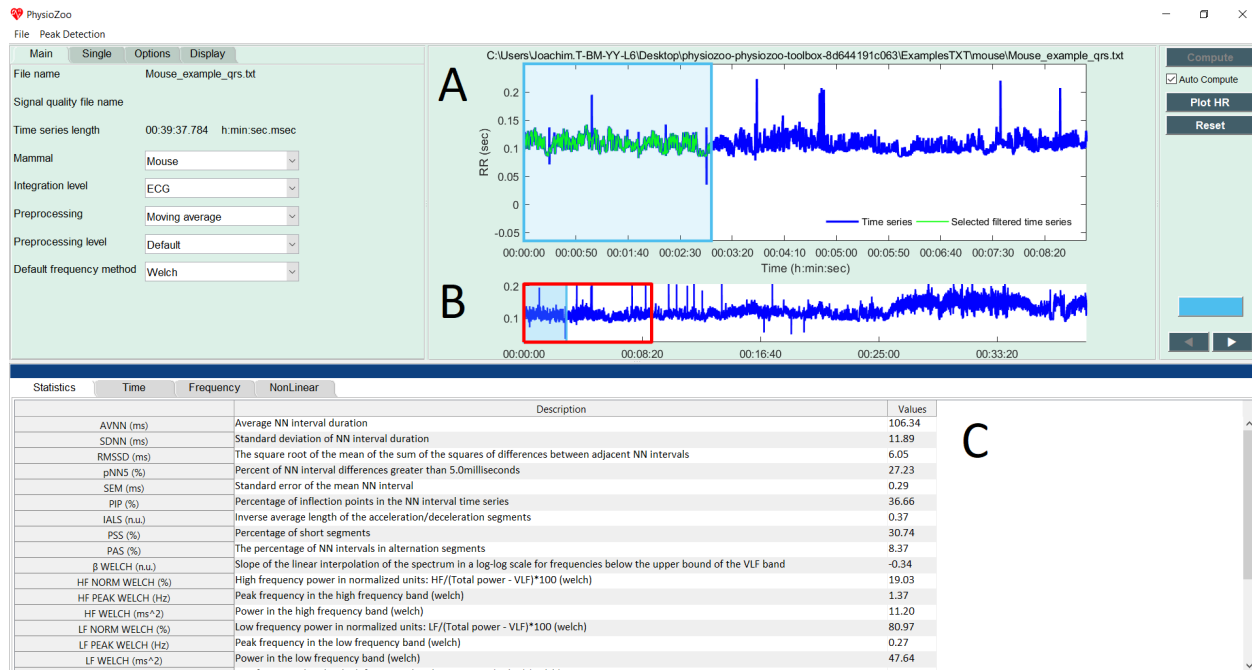 PhysioZoo
File Peak Detection
Main Single Options Display
File name Mouse_example_qrs.txt
Signal quality file name
Time series length 00:39:37.784 h:min:sec.msec
Mammal Mouse
Integration level ECG
Preprocessing Moving average
Preprocessing level Default
Default frequency method Welch
C:\Users\Joachim.T-BM-YY-L6\Desktop\physiozoo-physiozoo-toolbox-8d644191c063\ExamplesTXT\mouse\Mouse_example_qrs.txt
A
RR (sec)
0.2
0.15
0.1
0.05
0
-0.05
Time series Selected filtered time series
00:00:00 00:00:50 00:01:40 00:02:30 00:03:20 00:04:10 00:05:00 00:05:50 00:06:40 00:07:30 00:08:20
Time (h:min:sec)
B
0.2
0.1
00:00:00 00:08:20 00:16:40 00:25:00 00:33:20
Compute
Auto Compute
Plot HR
Reset
Statistics Time Frequency NonLinear
Description Values
AVNN (ms) Average NN interval duration 106.34
SDNN (ms) Standard deviation of NN interval duration 11.89
RMSSD (ms) The square root of the mean of the sum of the squares of differences between adjacent NN intervals 6.05
pNN5 (%) Percent of NN interval differences greater than 5.0milliseconds 27.23
SEM (ms) Standard error of the mean NN interval 0.29
PIP (%) Percentage of inflection points in the NN interval time series 36.66
IALS (n.u.) Inverse average length of the acceleration/deceleration segments 0.37
PSS (%) Percentage of short segments 30.74
PAS (%) The percentage of NN intervals in alternation segments 8.37
β WELCH (n.u.) Slope of the linear interpolation of the spectrum in a log-log scale for frequencies below the upper bound of the VLF band -0.34
HF NORM WELCH (%) High frequency power in normalized units: HF/(Total power - VLF)*100 (welch) 19.03
HF PEAK WELCH (Hz) Peak frequency in the high frequency band (welch) 1.37
HF WELCH (ms^2) Power in the high frequency band (welch) 11.20
LF NORM WELCH (%) Low frequency power in normalized units: LF/(Total power - VLF)*100 (welch) 80.97
LF PEAK WELCH (Hz) Peak frequency in the low frequency band (welch) 0.27
LF WELCH (ms^2) Power in the low frequency band (welch) 47.64
C